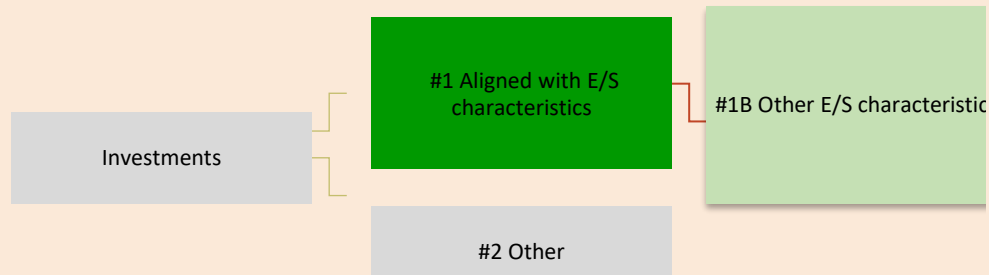 #1 Aligned with E/S
characteristics
#1B Other E/S characteristic
Investments
#2 Other